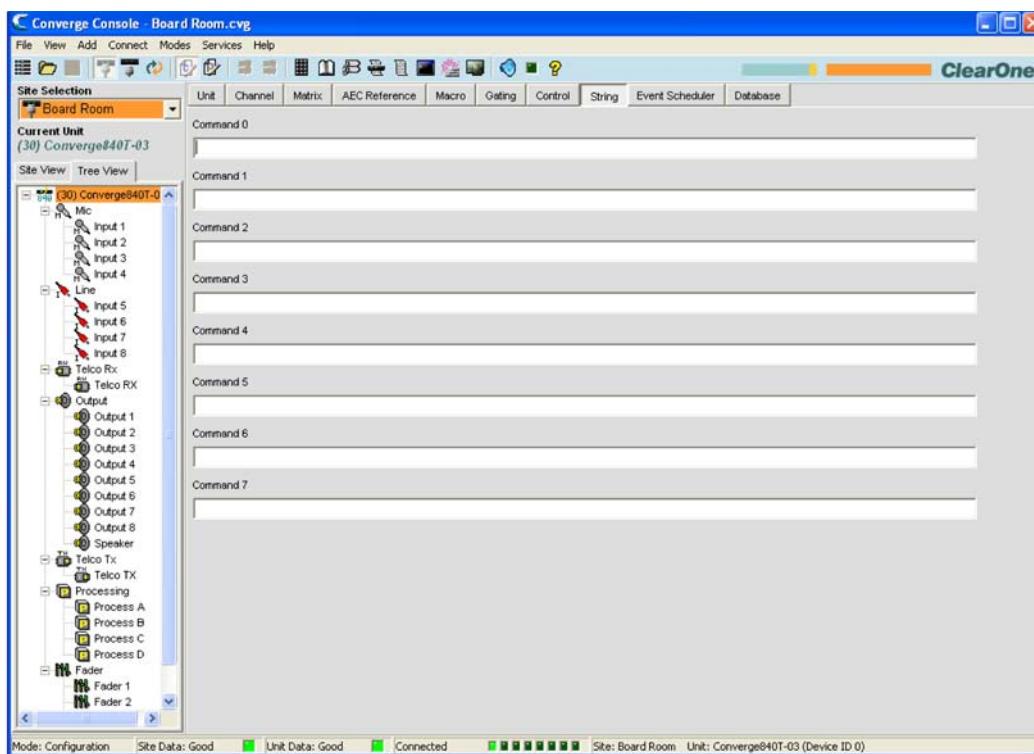 Converge Console - Board Room.cvg
File View Add Connect Modes Services Help
ClearOne
Site Selection
Board Room
Current Unit
(30) Converge840T-03
Site View Tree View
Unit Channel Matrix AEC Reference Macro Gating Control String Event Scheduler Database
(30) Converge840T-0
Mic
Input 1
Input 2
Input 3
Input 4
Line
Input 5
Input 6
Input 7
Input 8
Telco Rx
Telco RX
Output
Output 1
Output 2
Output 3
Output 4
Output 5
Output 6
Output 7
Output 8
Speaker
Telco Tx
Telco TX
Processing
Process A
Process B
Process C
Process D
Fader
Fader 1
Fader 2
Command 0
Command 1
Command 2
Command 3
Command 4
Command 5
Command 6
Command 7
Mode: Configuration Site Data: Good Unit Data: Good Connected Site: Board Room Unit: Converge840T-03 (Device ID 0)